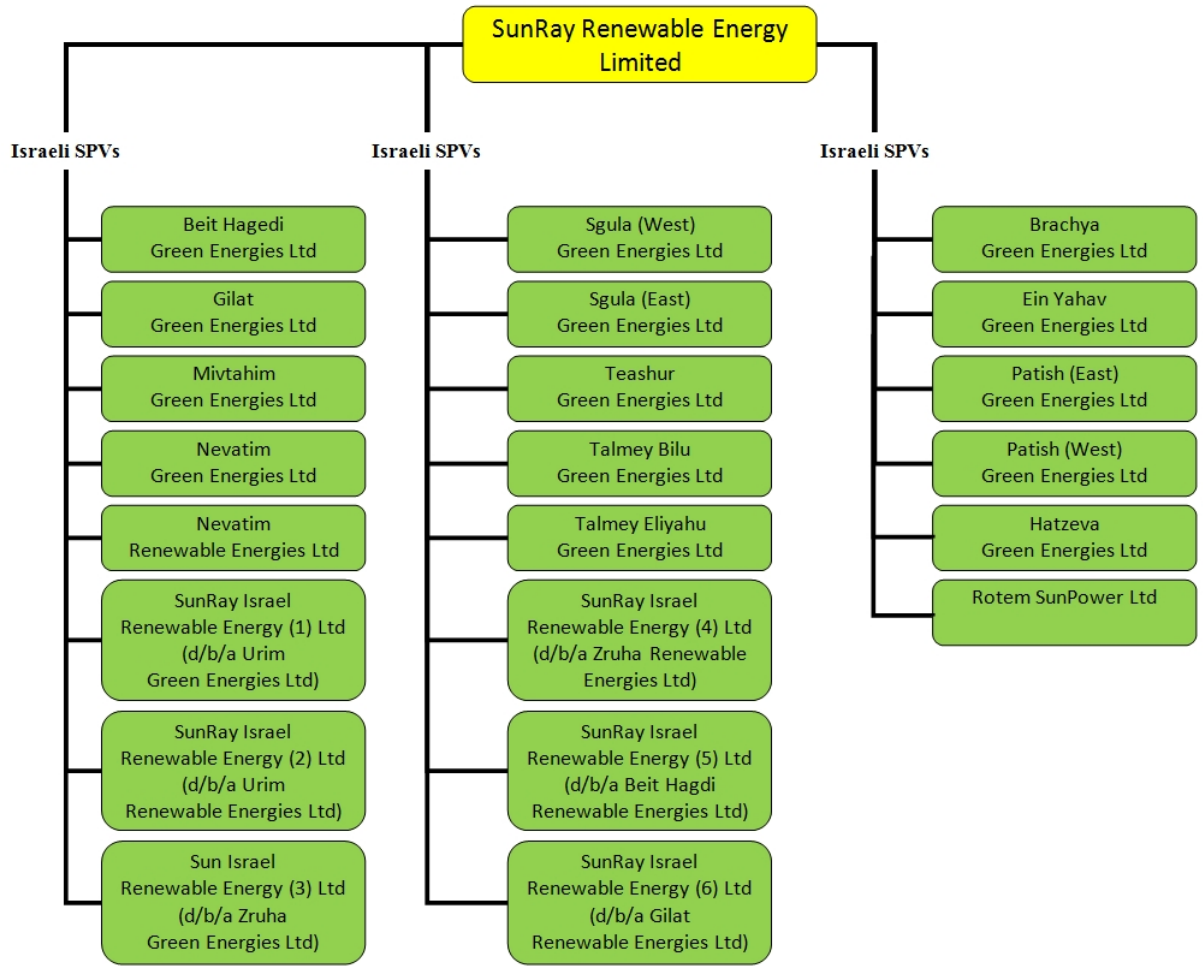 SunRay Renewable Energy
Limited
Israeli SPVs
Beit Hagedi
Green Energies Ltd
Gilat
Green Energies Ltd
Mivtahim
Green Energies Ltd
Nevatim
Green Energies Ltd
Nevatim
Renewable Energies Ltd
SunRay Israel
Renewable Energy (1) Ltd
(d/b/a Urim
Green Energies Ltd)
SunRay Israel
Renewable Energy (2) Ltd
(d/b/a Urim
Renewable Energies Ltd)
Sun Israel
Renewable Energy (3) Ltd
(d/b/a Zruha
Green Energies Ltd)
Israeli SPVs
Sgula (West)
Green Energies Ltd
Sgula (East)
Green Energies Ltd
Teashur
Green Energies Ltd
Talmey Bilu
Green Energies Ltd
Talmey Eliyahu
Green Energies Ltd
SunRay Israel
Renewable Energy (4) Ltd
(d/b/a Zruha Renewable
Energies Ltd)
SunRay Israel
Renewable Energy (5) Ltd
(d/b/a Beit Hagdi
Renewable Energies Ltd)
SunRay Israel
Renewable Energy (6) Ltd
(d/b/a Gilat
Renewable Energies Ltd)
Israeli SPVs
Brachya
Green Energies Ltd
Ein Yahav
Green Energies Ltd
Patish (East)
Green Energies Ltd
Patish (West)
Green Energies Ltd
Hatzeva
Green Energies Ltd
Rotem SunPower Ltd